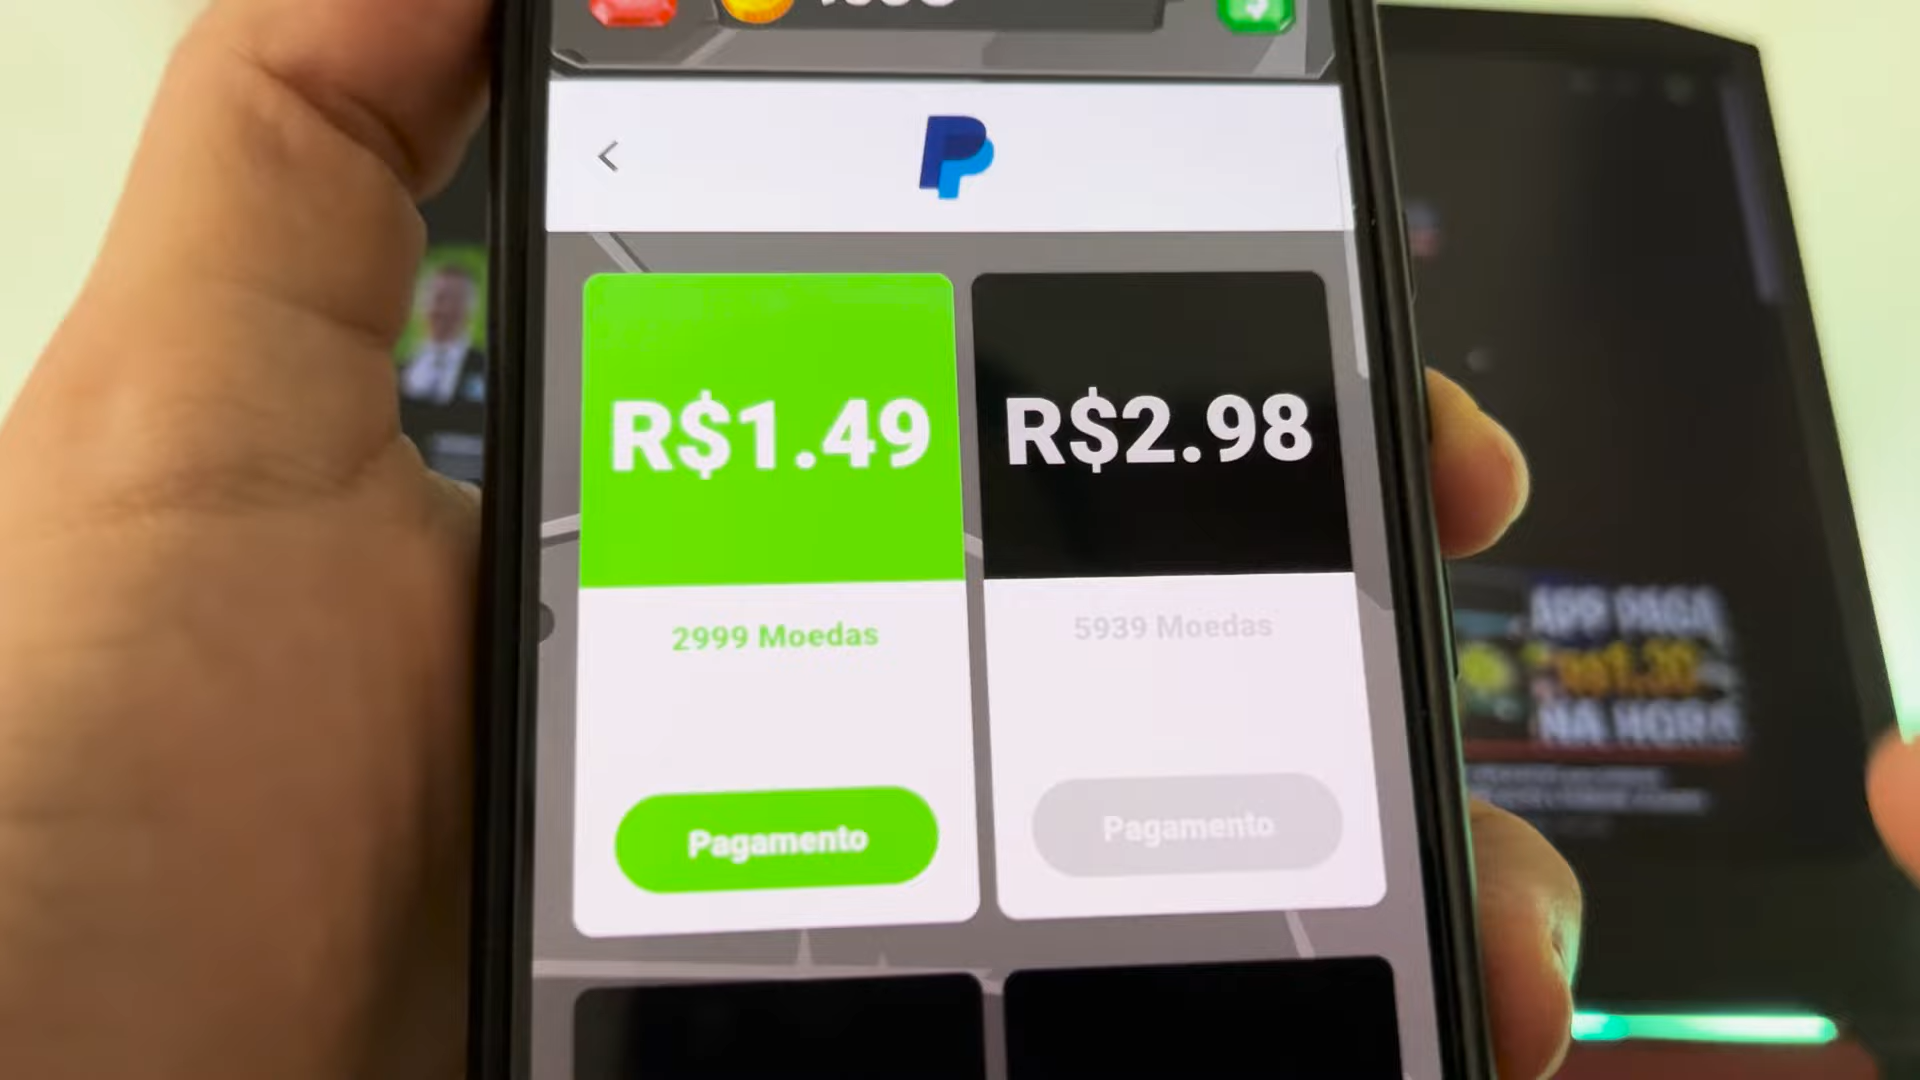 R$1.49
R$2.98
2999 Moedas
5939 Moedas
Pagamento
Pagamento
APP PAGA
NA HORA